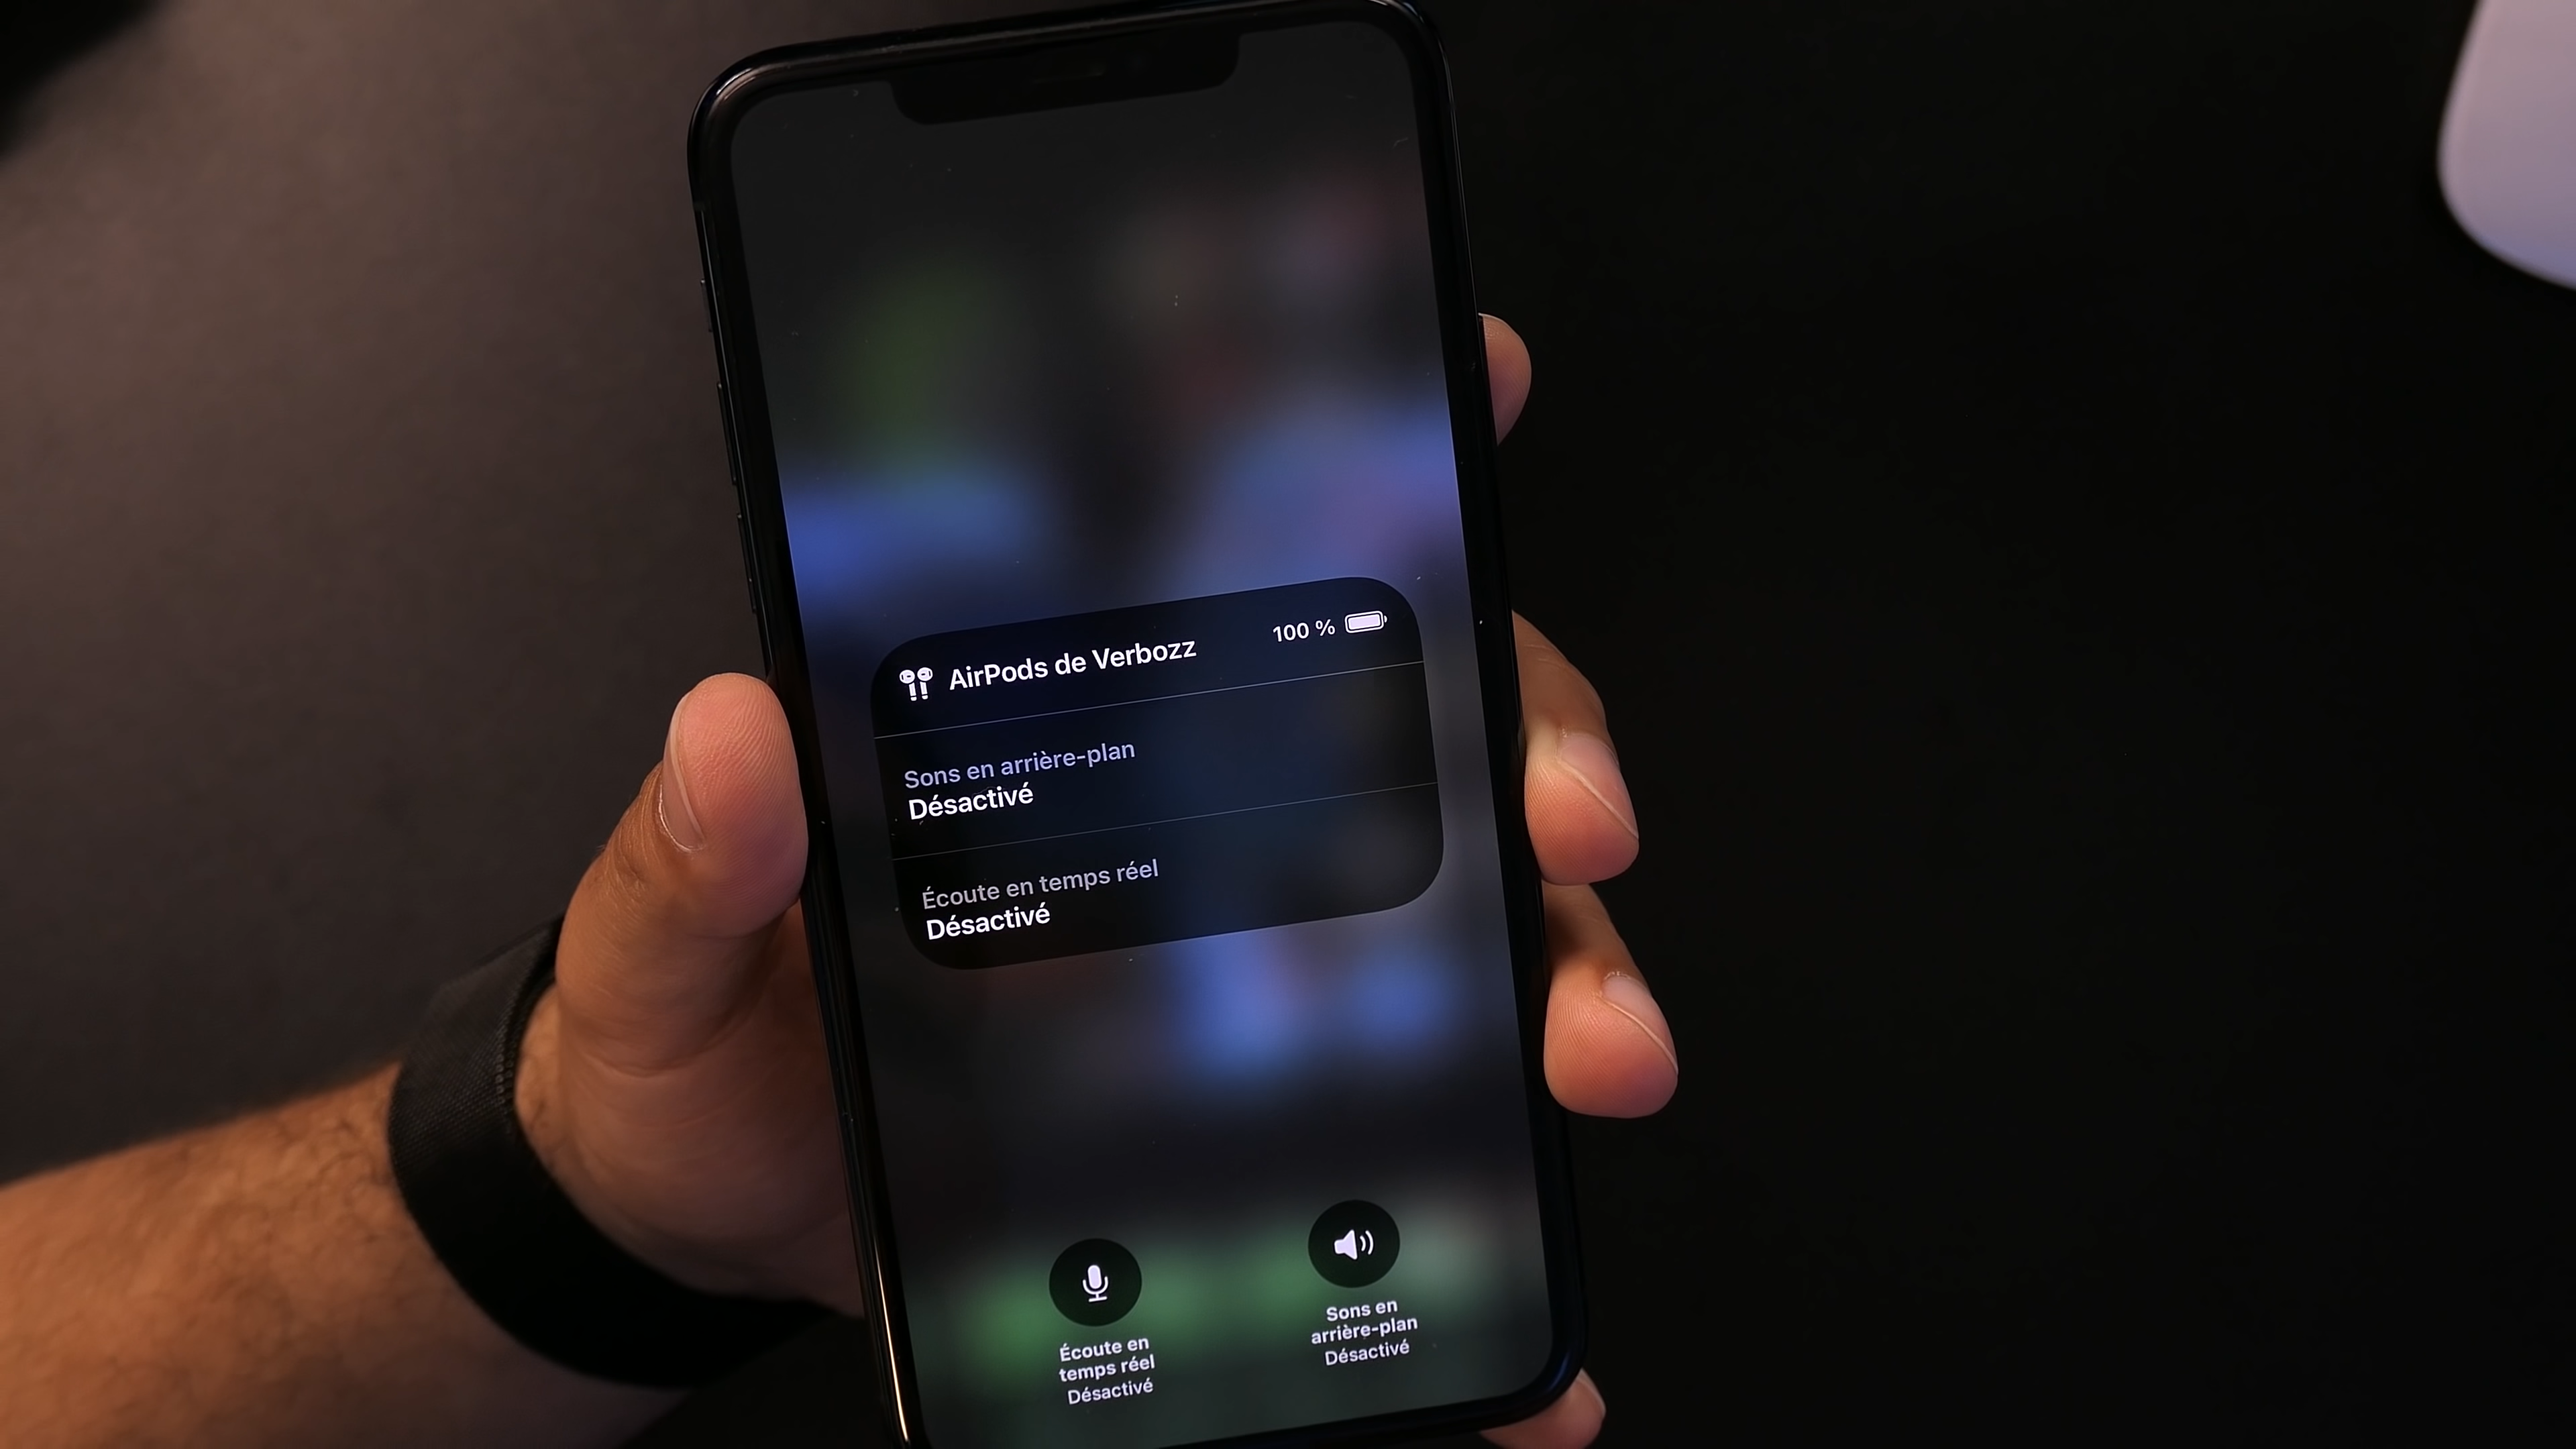 AirPods de Verbozz
100 %
Sons en arrière-plan
Désactivé
Écoute en temps réel
Désactivé
Écoute en
temps réel
Désactivé
Sons en
arrière-plan
Désactivé